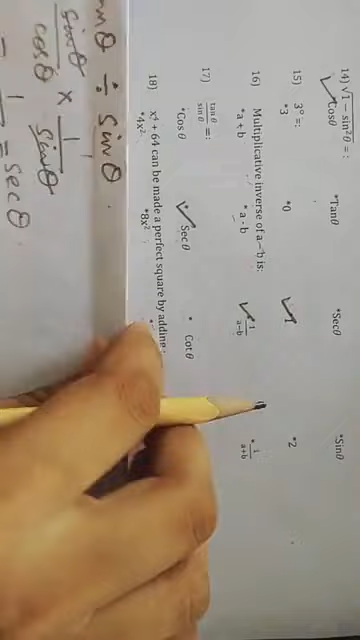 14) √1 − sin²θ = :
*Cosθ *Tanθ *Secθ *Sinθ
15) 3⁰ = :
*3 *0 *2
16) Multiplicative inverse of a − b is:
*a + b *a · b 1/a−b *1/a+b
17) tanθ/sinθ = :
*Cos θ *Sec θ • Cot θ
18) x⁴ + 64 can be made a perfect square by adding :
*4x² *8x²
÷ sinθ
sinθ/cosθ × 1/sinθ
= 1 = secθ